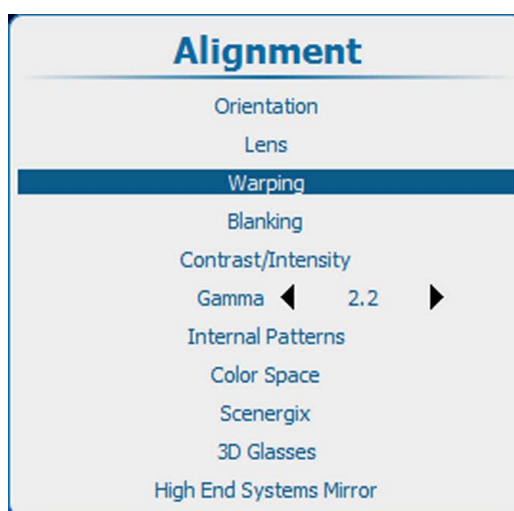 Alignment
Orientation
Lens
Warping
Blanking
Contrast/Intensity
Gamma 2.2
Internal Patterns
Color Space
Scenergix
3D Glasses
High End Systems Mirror